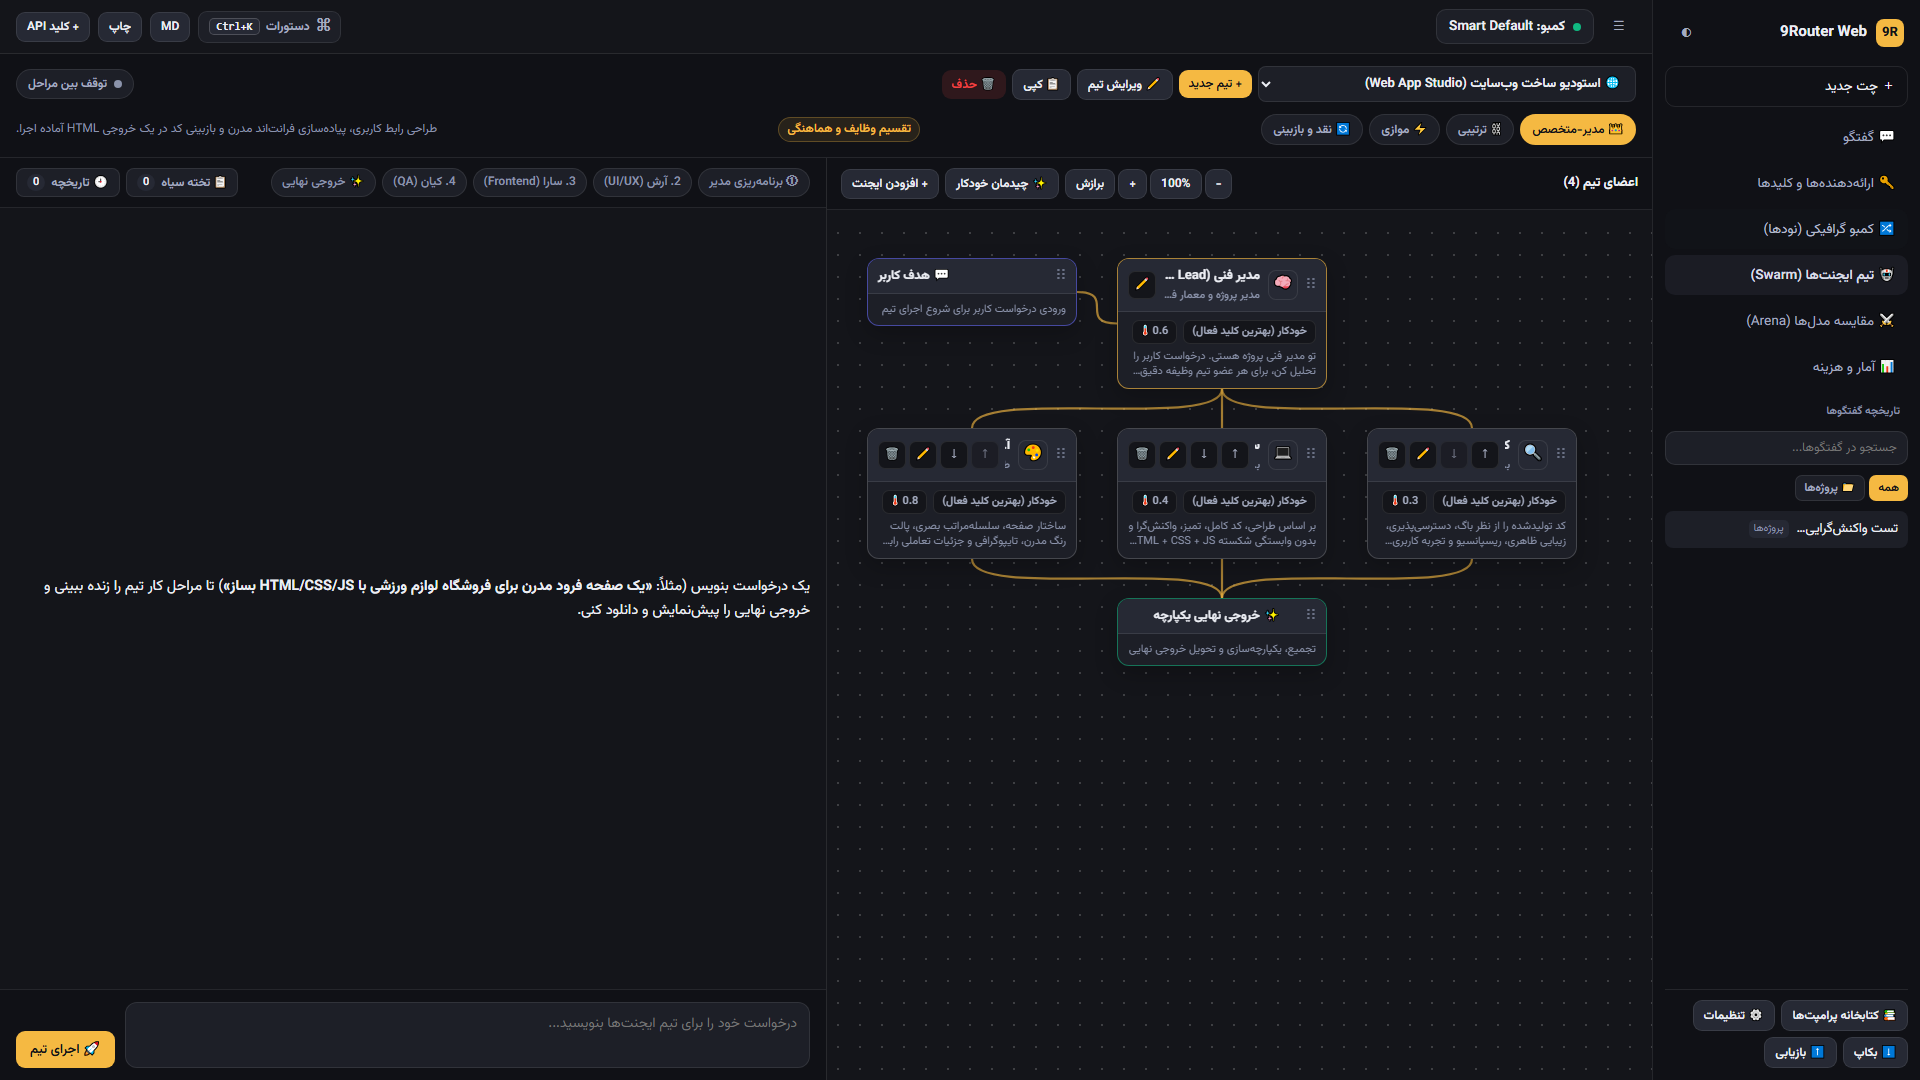 9R
9Router Web
+ چت جدید
گفتگو
ارائه‌دهنده‌ها و کلیدها
کمبو گرافیکی (نودها)
تیم ایجنت‌ها (Swarm)
مقایسه مدل‌ها (Arena)
آمار و هزینه
تاریخچه گفتگوها
جستجو در گفتگوها...
همه
پروژه‌ها
تست واکنش‌گرایی...
پروژه‌ها
کتابخانه پرامپت‌ها
تنظیمات
بکاپ
بازیابی
کمبو: Smart Default
دستورات Ctrl+K
MD
چاپ
+ کلید API
استودیو ساخت وب‌سایت (Web App Studio)
+ تیم جدید
ویرایش تیم
کپی
حذف
توقف بین مراحل
مدیر-متخصص
ترتیبی
موازی
نقد و بازبینی
تقسیم وظایف و هماهنگی
طراحی رابط کاربری، پیاده‌سازی فرانت‌اند مدرن و بازبینی کد در یک خروجی HTML آماده اجرا.
اعضای تیم (4)
-
100%
+
برازش
چیدمان خودکار
+ افزودن ایجنت
مدیر فنی (Lead ...
مدیر پروژه و معمار ف...
خودکار (بهترین کلید فعال)
0.6
تو مدیر فنی پروژه هستی. درخواست کاربر را
تحلیل کن، برای هر عضو تیم وظیفه دقیق...
هدف کاربر
ورودی درخواست کاربر برای شروع اجرای تیم
↑
↓
خودکار (بهترین کلید فعال)
0.3
کد تولیدشده را از نظر باگ، دسترسی‌پذیری،
زیبایی ظاهری، ریسپانسیو و تجربه کاربری...
↑
↓
خودکار (بهترین کلید فعال)
0.4
بر اساس طراحی، کد کامل، تمیز، واکنش‌گرا و
بدون وابستگی شکسته TML + CSS + JS...
↑
↓
خودکار (بهترین کلید فعال)
0.8
ساختار صفحه، سلسله‌مراتب بصری، پالت
رنگ مدرن، تایپوگرافی و جزئیات تعاملی رابـ...
خروجی نهایی یکپارچه
تجمیع، یکپارچه‌سازی و تحویل خروجی نهایی
① برنامه‌ریزی مدیر
2. آرش (UI/UX)
3. سارا (Frontend)
4. کیان (QA)
خروجی نهایی
تخته سیاه 0
تاریخچه 0
یک درخواست بنویس (مثلاً: «یک صفحه فرود مدرن برای فروشگاه لوازم ورزشی با HTML/CSS/JS بساز») تا مراحل کار تیم را زنده ببینی و
خروجی نهایی را پیش‌نمایش و دانلود کنی.
درخواست خود را برای تیم ایجنت‌ها بنویسید...
اجرای تیم